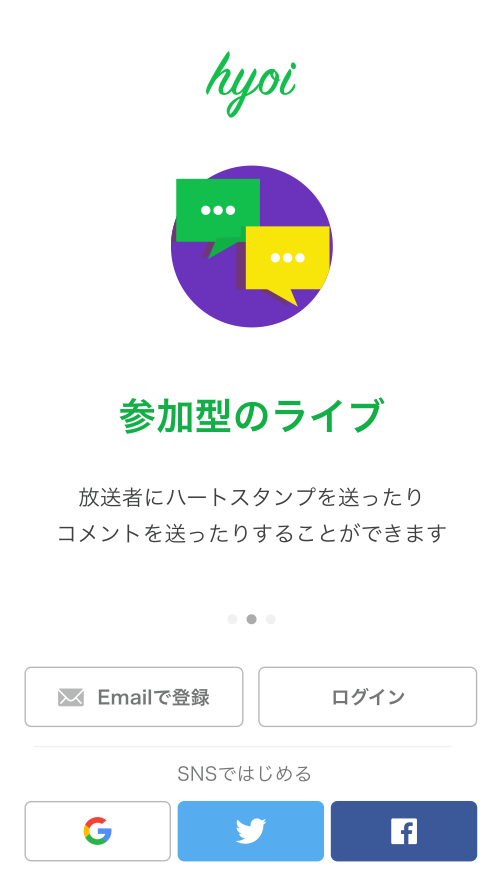 hyoi
参加型のライブ
放送者にハートスタンプを送ったり
コメントを送ったりすることができます
Emailで登録
ログイン
SNSではじめる